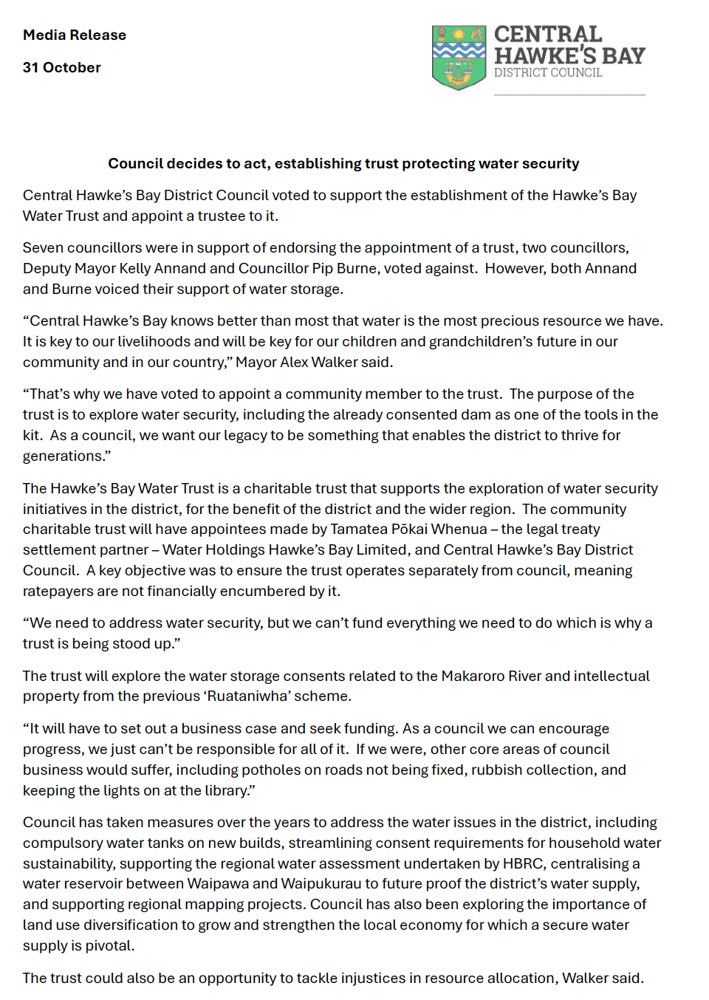 Media Release
31 October
CENTRAL
HAWKE'S BAY
DISTRICT COUNCIL
Council decides to act, establishing trust protecting water security
Central Hawke’s Bay District Council voted to support the establishment of the Hawke’s Bay
Water Trust and appoint a trustee to it.
Seven councillors were in support of endorsing the appointment of a trust, two councillors,
Deputy Mayor Kelly Annand and Councillor Pip Burne, voted against.  However, both Annand
and Burne voiced their support of water storage.
“Central Hawke’s Bay knows better than most that water is the most precious resource we have.
It is key to our livelihoods and will be key for our children and grandchildren’s future in our
community and in our country,” Mayor Alex Walker said.
“That’s why we have voted to appoint a community member to the trust.  The purpose of the
trust is to explore water security, including the already consented dam as one of the tools in the
kit.  As a council, we want our legacy to be something that enables the district to thrive for
generations.”
The Hawke’s Bay Water Trust is a charitable trust that supports the exploration of water security
initiatives in the district, for the benefit of the district and the wider region.  The community
charitable trust will have appointees made by Tamatea Pōkai Whenua – the legal treaty
settlement partner – Water Holdings Hawke’s Bay Limited, and Central Hawke’s Bay District
Council.  A key objective was to ensure the trust operates separately from council, meaning
ratepayers are not financially encumbered by it.
“We need to address water security, but we can’t fund everything we need to do which is why a
trust is being stood up.”
The trust will explore the water storage consents related to the Makaroro River and intellectual
property from the previous ‘Ruataniwha’ scheme.
“It will have to set out a business case and seek funding. As a council we can encourage
progress, we just can’t be responsible for all of it.  If we were, other core areas of council
business would suffer, including potholes on roads not being fixed, rubbish collection, and
keeping the lights on at the library.”
Council has taken measures over the years to address the water issues in the district, including
compulsory water tanks on new builds, streamlining consent requirements for household water
sustainability, supporting the regional water assessment undertaken by HBRC, centralising a
water reservoir between Waipawa and Waipukurau to future proof the district’s water supply,
and supporting regional mapping projects. Council has also been exploring the importance of
land use diversification to grow and strengthen the local economy for which a secure water
supply is pivotal.
The trust could also be an opportunity to tackle injustices in resource allocation, Walker said.